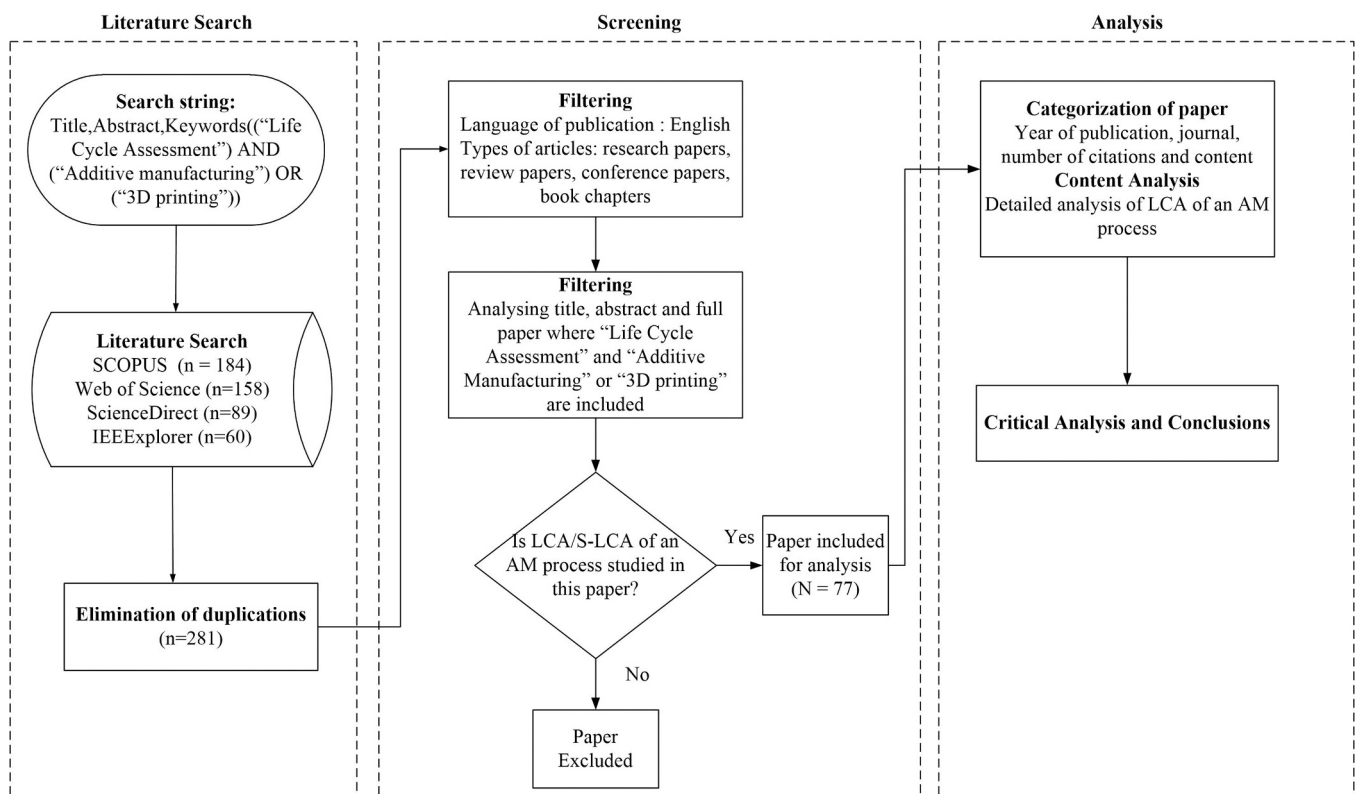 Literature Search
Search string:
Title,Abstract,Keywords((“Life
Cycle Assessment”) AND
(“Additive manufacturing”) OR
(“3D printing”))
Literature Search
SCOPUS (n = 184)
Web of Science (n=158)
ScienceDirect (n=89)
IEEExplorer (n=60)
Elimination of duplications
(n=281)
Screening
Filtering
Language of publication : English
Types of articles: research papers,
review papers, conference papers,
book chapters
Filtering
Analysing title, abstract and full
paper where “Life Cycle
Assessment” and “Additive
Manufacturing” or “3D printing”
are included
Is LCA/S-LCA of an
AM process studied in
this paper?
Yes
Paper included
for analysis
(N = 77)
No
Paper
Excluded
Analysis
Categorization of paper
Year of publication, journal,
number of citations and content
Content Analysis
Detailed analysis of LCA of an AM
process
Critical Analysis and Conclusions